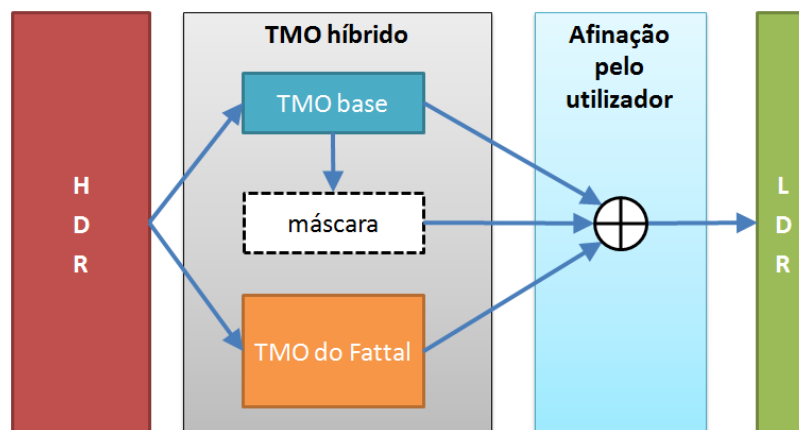 TMO híbrido
Afinação
pelo
utilizador
TMO base
máscara
TMO do Fattal
H
D
R
L
D
R